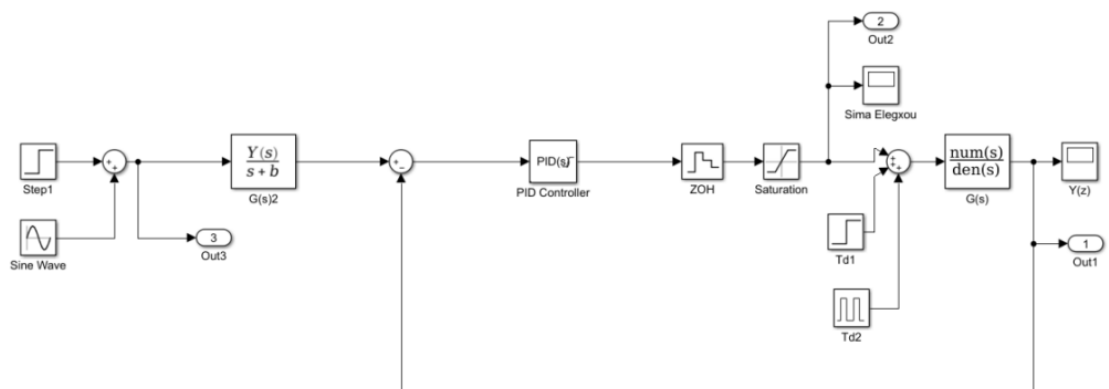 2
Out2
Sima Elegxou
Step1
Y(s)
s + b
G(s)2
PID(s)
PID Controller
ZOH
Saturation
num(s)
den(s)
G(s)
Y(z)
Sine Wave
3
Out3
Td1
1
Out1
Td2